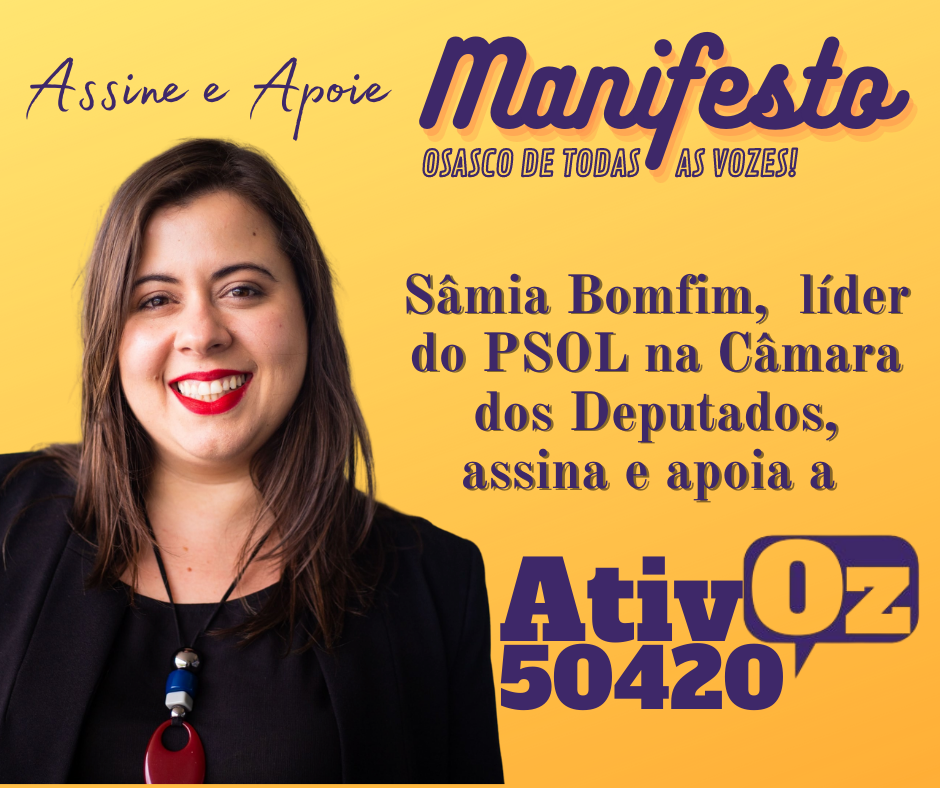 Assine e Apoie
Manifesto
OSASCO DE TODAS AS VOZES!
Sâmia Bomfim, líder
do PSOL na Câmara
dos Deputados,
assina e apoia a
AtivOz
50420